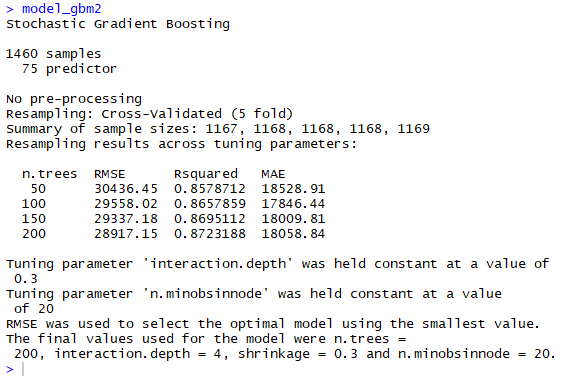 > model_gbm2
Stochastic Gradient Boosting

1460 samples
  75 predictor

No pre-processing
Resampling: Cross-Validated (5 fold)
Summary of sample sizes: 1167, 1168, 1168, 1168, 1169
Resampling results across tuning parameters:

  n.trees  RMSE      Rsquared   MAE
   50      30436.45  0.8578712  18528.91
  100      29558.02  0.8657859  17846.44
  150      29337.18  0.8695112  18009.81
  200      28917.15  0.8723188  18058.84

Tuning parameter 'interaction.depth' was held constant at a value of
 0.3
Tuning parameter 'n.minobsinnode' was held constant at a value
 of 20
RMSE was used to select the optimal model using the smallest value.
The final values used for the model were n.trees =
 200, interaction.depth = 4, shrinkage = 0.3 and n.minobsinnode = 20.
>